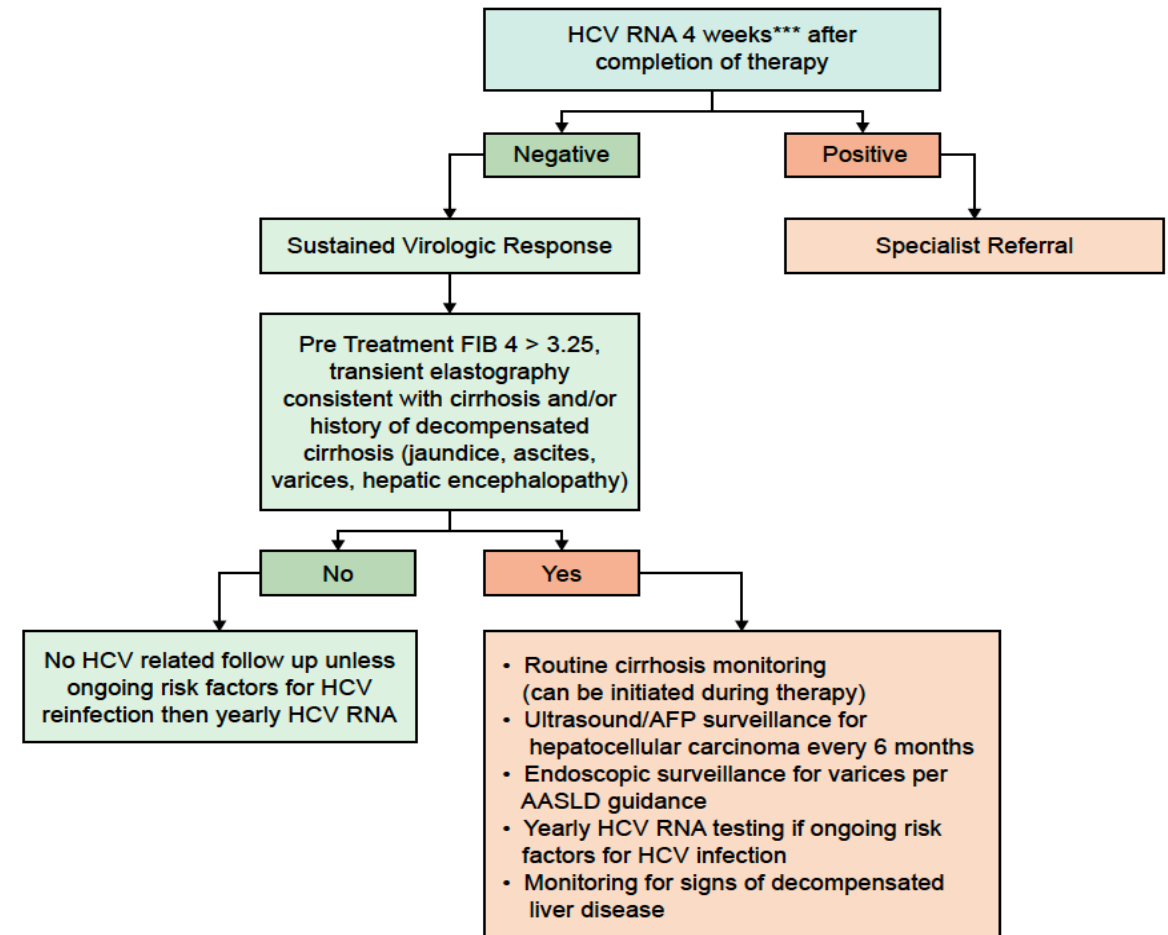 HCV RNA 4 weeks*** after
completion of therapy
Negative
Positive
Sustained Virologic Response
Specialist Referral
Pre Treatment FIB 4 > 3.25,
transient elastography
consistent with cirrhosis and/or
history of decompensated
cirrhosis (jaundice, ascites,
varices, hepatic encephalopathy)
No
Yes
No HCV related follow up unless
ongoing risk factors for HCV
reinfection then yearly HCV RNA
• Routine cirrhosis monitoring
(can be initiated during therapy)
• Ultrasound/AFP surveillance for
hepatocellular carcinoma every 6 months
• Endoscopic surveillance for varices per
AASLD guidance
• Yearly HCV RNA testing if ongoing risk
factors for HCV infection
• Monitoring for signs of decompensated
liver disease